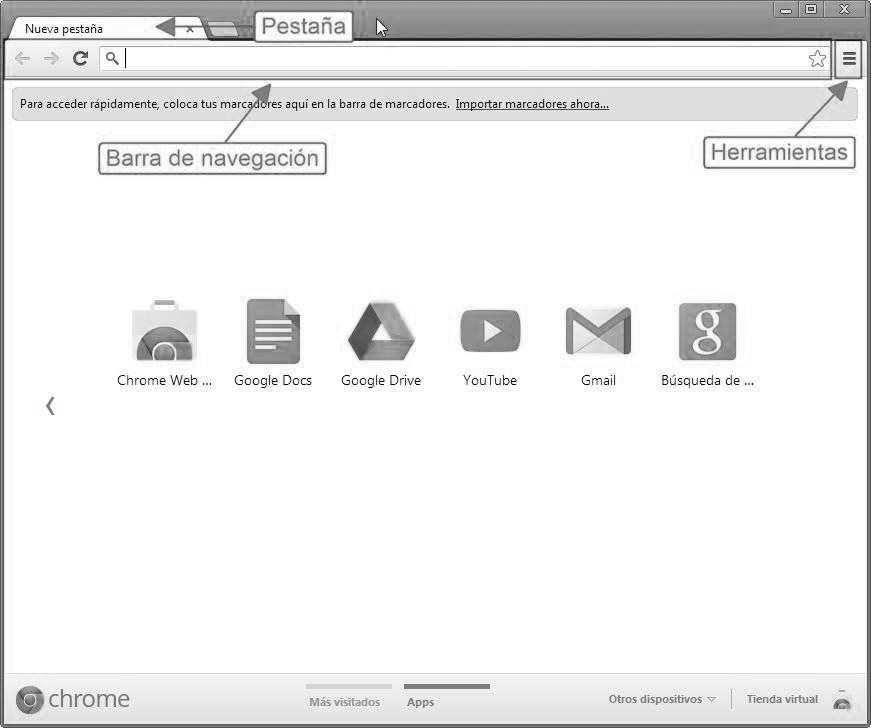 Nueva pestaña
Pestaña
Para acceder rápidamente, coloca tus marcadores aquí en la barra de marcadores. Importar marcadores ahora...
Barra de navegación
Herramientas
Chrome Web ...
Google Docs
Google Drive
YouTube
Gmail
Búsqueda de ...
chrome
Más visitados
Apps
Otros dispositivos
Tienda virtual